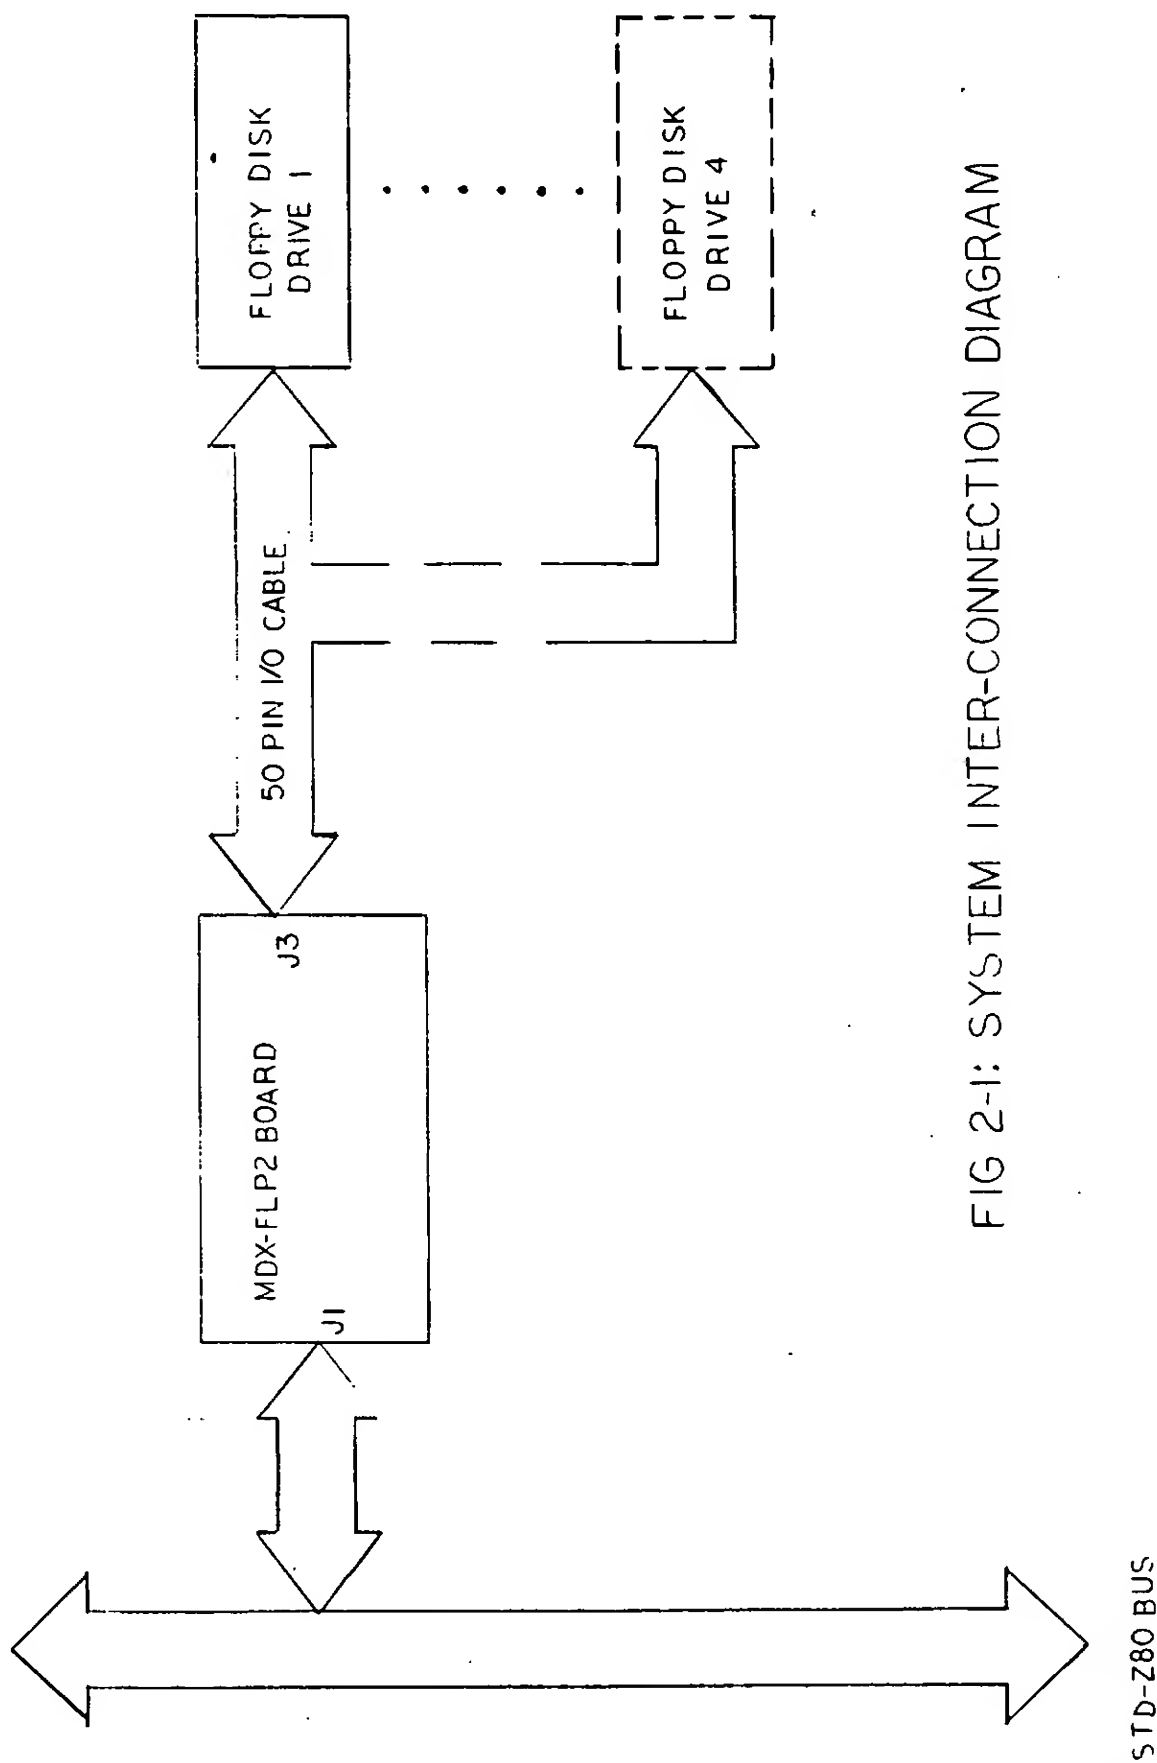 STD-Z80 BUS
J1
MDX-FLP2 BOARD
J3
50 PIN I/O CABLE
FLOPPY DISK
DRIVE 1
FLOPPY DISK
DRIVE 4
FIG 2-1: SYSTEM INTER-CONNECTION DIAGRAM